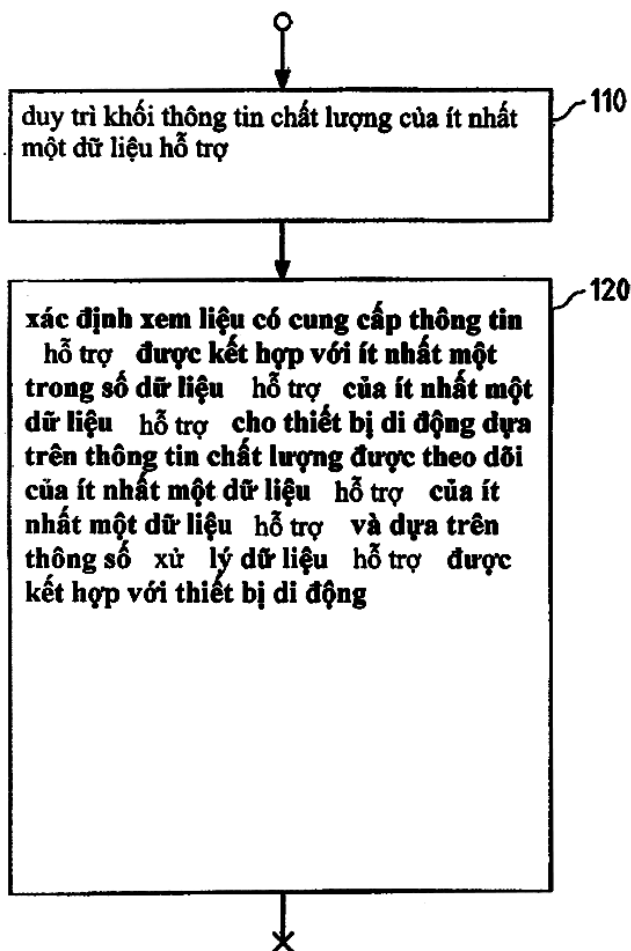 110
duy trì khối thông tin chất lượng của ít nhất
một dữ liệu hỗ trợ
120
xác định xem liệu có cung cấp thông tin
hỗ trợ được kết hợp với ít nhất một
trong số dữ liệu hỗ trợ của ít nhất một
dữ liệu hỗ trợ cho thiết bị di động dựa
trên thông tin chất lượng được theo dõi
của ít nhất một dữ liệu hỗ trợ của ít
nhất một dữ liệu hỗ trợ và dựa trên
thông số xử lý dữ liệu hỗ trợ được
kết hợp với thiết bị di động